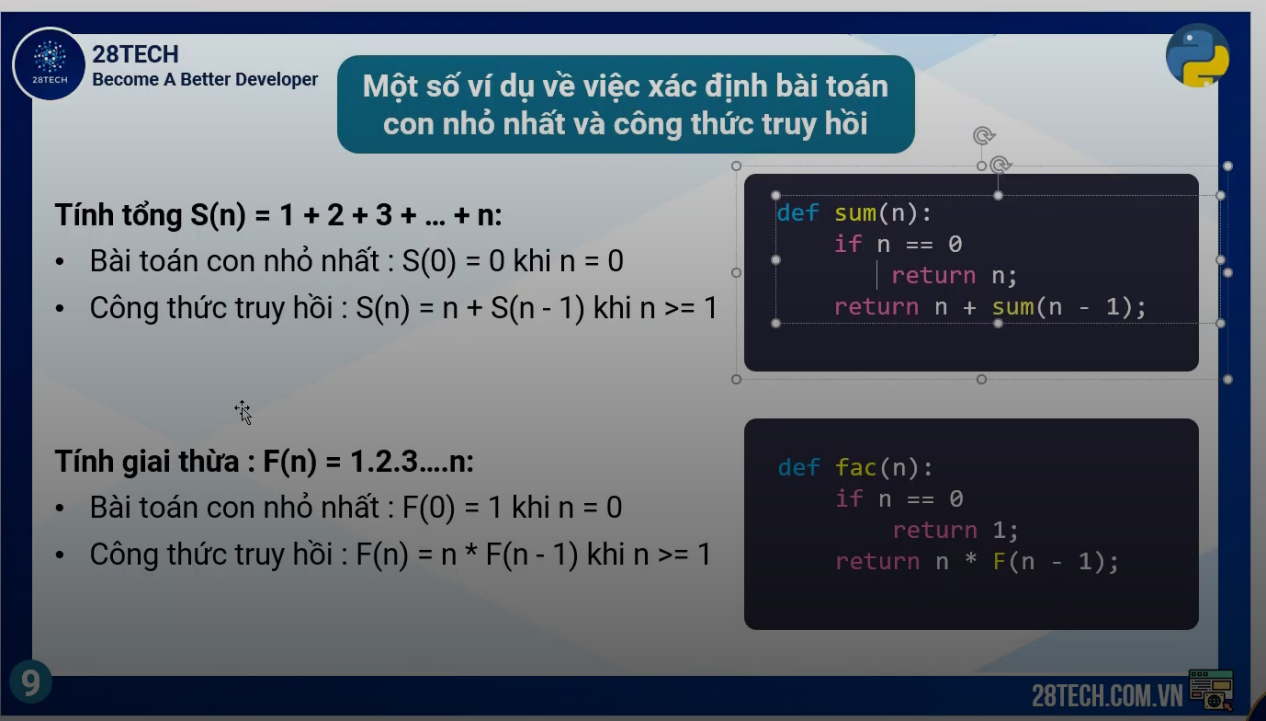 28TECH
Become A Better Developer
28TECH
Một số ví dụ về việc xác định bài toán
con nhỏ nhất và công thức truy hồi
Tính tổng S(n) = 1 + 2 + 3 + ... + n:
• Bài toán con nhỏ nhất : S(0) = 0 khi n = 0
• Công thức truy hồi : S(n) = n + S(n - 1) khi n >= 1
def sum(n):
    if n == 0
        return n;
    return n + sum(n - 1);
Tính giai thừa : F(n) = 1.2.3....n:
• Bài toán con nhỏ nhất : F(0) = 1 khi n = 0
• Công thức truy hồi : F(n) = n * F(n - 1) khi n >= 1
def fac(n):
    if n == 0
        return 1;
    return n * F(n - 1);
9
28TECH.COM.VN